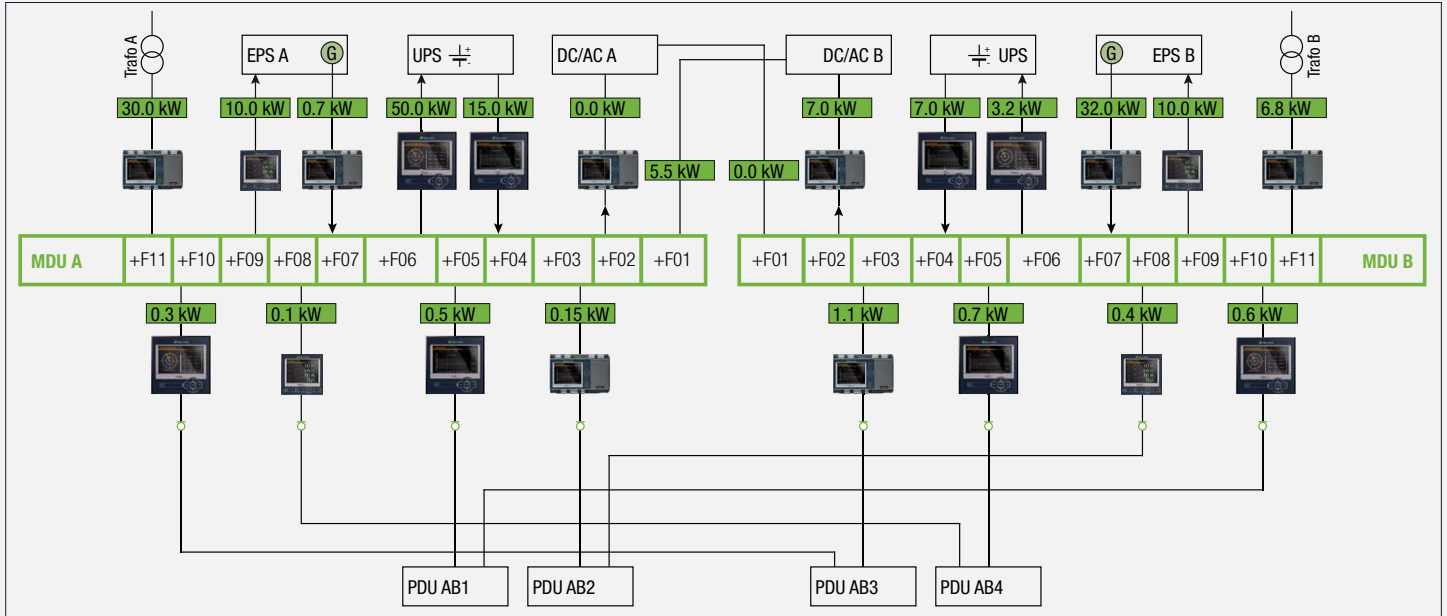 Trafo A
EPS A
G
UPS
+
-
DC/AC A
DC/AC B
+
-
UPS
G
EPS B
Trafo B
30.0 kW
10.0 kW
0.7 kW
50.0 kW
15.0 kW
0.0 kW
7.0 kW
7.0 kW
3.2 kW
32.0 kW
10.0 kW
6.8 kW
5.5 kW
0.0 kW
MDU A
+F11
+F10
+F09
+F08
+F07
+F06
+F05
+F04
+F03
+F02
+F01
+F01
+F02
+F03
+F04
+F05
+F06
+F07
+F08
+F09
+F10
+F11
MDU B
0.3 kW
0.1 kW
0.5 kW
0.15 kW
1.1 kW
0.7 kW
0.4 kW
0.6 kW
PDU AB1
PDU AB2
PDU AB3
PDU AB4